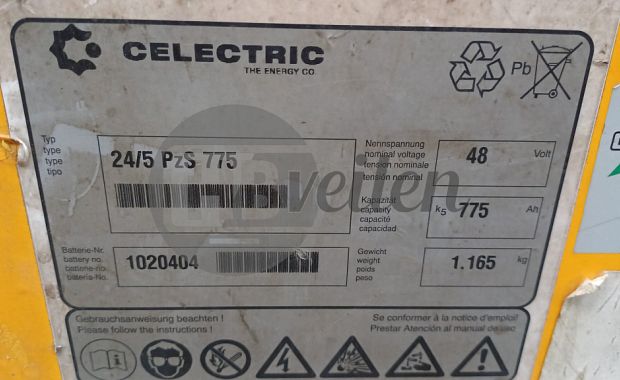 CELECTRIC
THE ENERGY CO.
Pb
Typ
type
type
tipo
24/5 PzS 775
Nennspannung
nominal voltage
tension nominale
tensión nominal
48 Volt
Kapazität
capacity
capacité
capacidad
k5 775 Ah
Batterie-Nr.
battery no.
batterie-no.
batería-No.
1020404
Gewicht
weight
poids
peso
1.165 kg
Gebrauchsanweisung beachten !
Please follow the instructions !
Se conformer à la notice d'emploi!
Prestar Atención al manual de uso
veijen